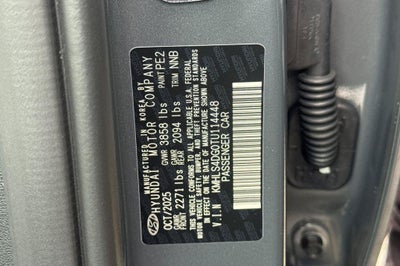 MANUFACTURED IN KOREA BY
HYUNDAI MOTOR COMPANY
OCT/2025 GVWR 3858 lbs PAINT PE2
GAWR FRONT 2271 lbs GAWR REAR 2094 lbs TRIM NNB
THIS VEHICLE CONFORMS TO ALL APPLICABLE U.S.A. FEDERAL
MOTOR VEHICLE SAFETY, BUMPER, AND THEFT PREVENTION
STANDARDS IN EFFECT ON THE DATE OF MANUFACTURE SHOWN ABOVE.
V.I.N KMHLS4DG0TU114448
PASSENGER CAR